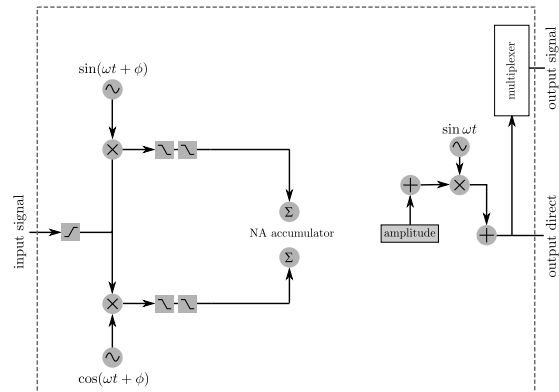 sin(ωt + ϕ)
multiplexer
output signal
sin ωt
input signal
Σ
NA accumulator
Σ
amplitude
output direct
cos(ωt + ϕ)